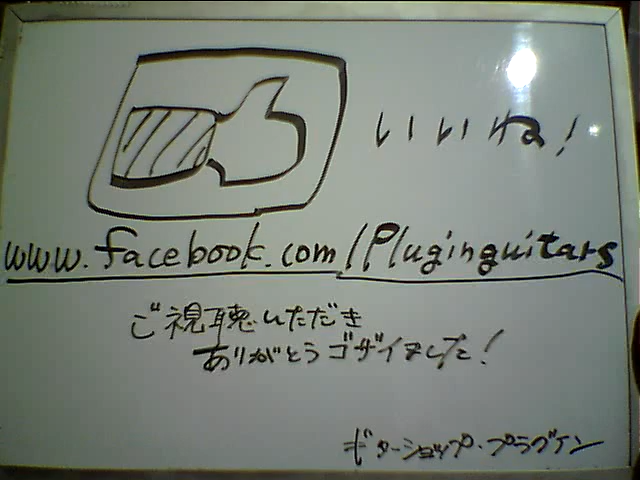 いいね!
www.facebook.com/Pluginguitars
ご視聴いただき
ありがとうゴザイマした!
ギターショップ・プラグイン